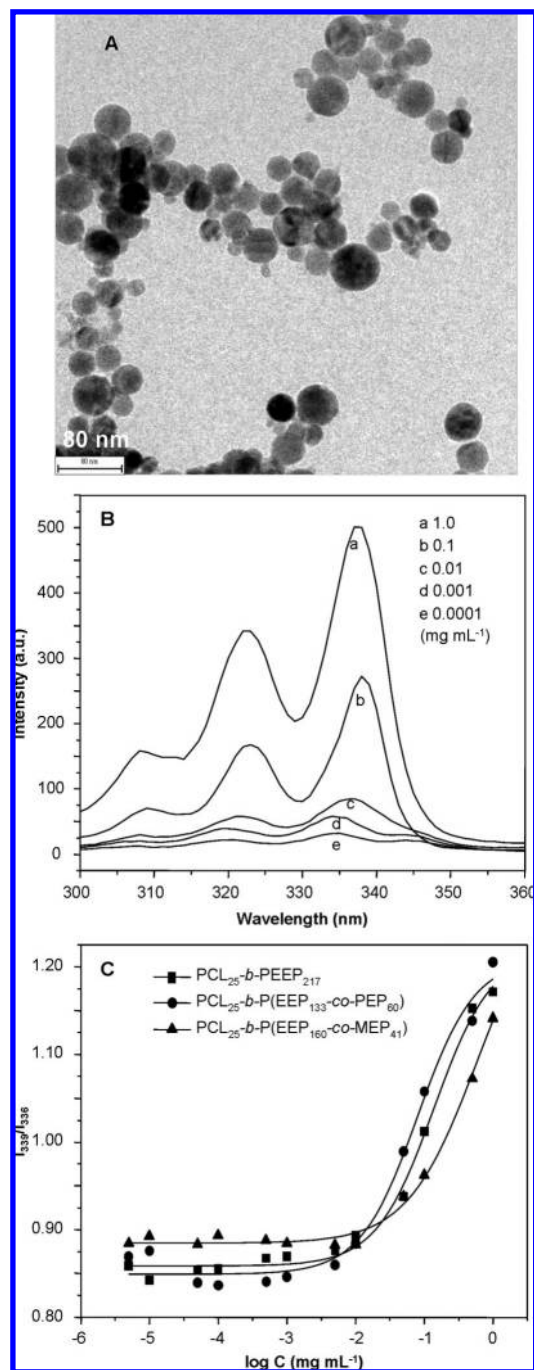 A
80 nm
80 nm
B
a 1.0
b 0.1
c 0.01
d 0.001
e 0.0001
(mg mL⁻¹)
a
b
c
d
e
Intensity (a.u.)
500
400
300
200
100
0
300 310 320 330 340 350 360
Wavelength (nm)
C
PCL₂₅-b-PEEP₂₁₇
PCL₂₅-b-P(EEP₁₃₃-co-PEP₆₀)
PCL₂₅-b-P(EEP₁₆₀-co-MEP₄₁)
I₃₃₉/I₃₃₆
1.20
1.10
1.00
0.90
0.80
-6 -5 -4 -3 -2 -1 0
log C (mg mL⁻¹)